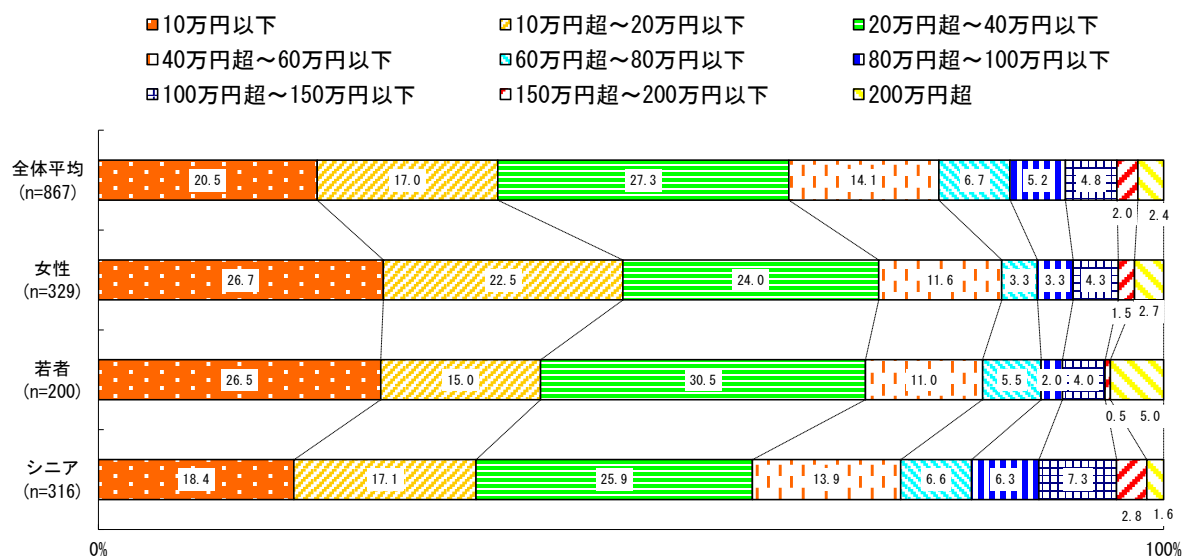 10万円以下 10万円超～20万円以下 20万円超～40万円以下
40万円超～60万円以下 60万円超～80万円以下 80万円超～100万円以下
100万円超～150万円以下 150万円超～200万円以下 200万円超
全体平均
(n=867)
20.5 17.0 27.3 14.1 6.7 5.2 4.8 2.0 2.4
女性
(n=329)
26.7 22.5 24.0 11.6 3.3 3.3 4.3 1.5 2.7
若者
(n=200)
26.5 15.0 30.5 11.0 5.5 2.0 4.0 0.5 5.0
シニア
(n=316)
18.4 17.1 25.9 13.9 6.6 6.3 7.3 2.8 1.6
0% 100%